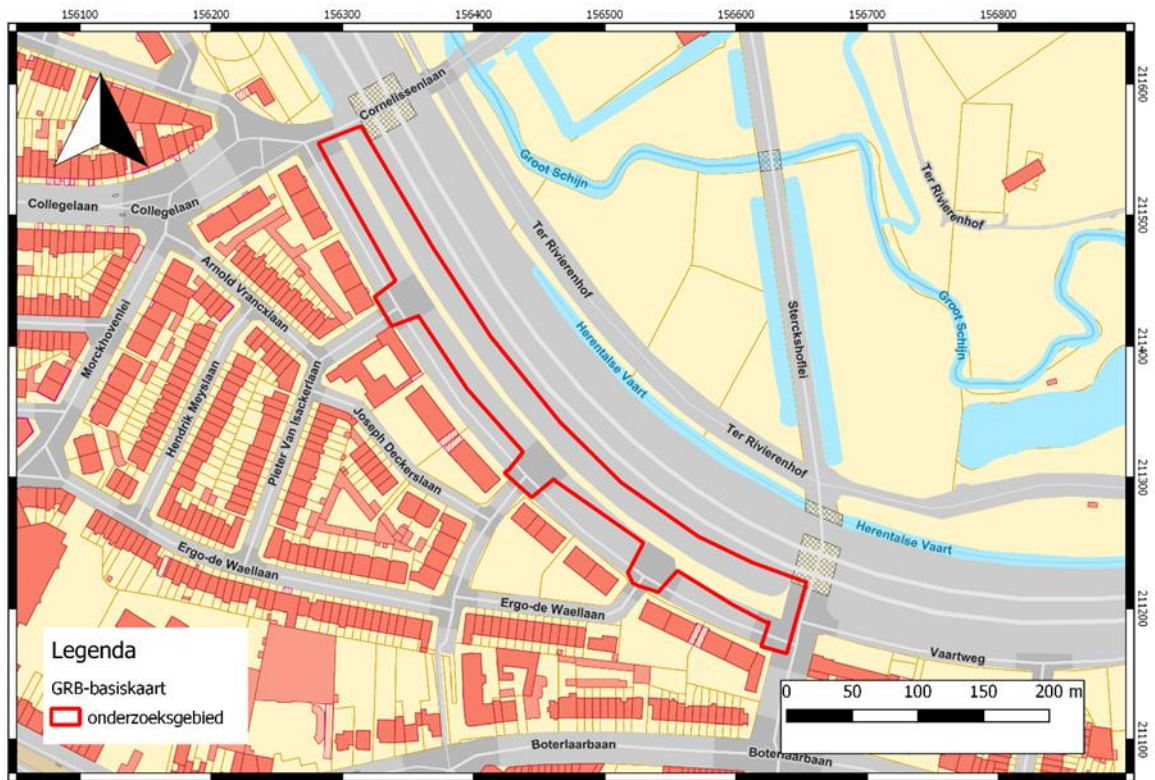 156100 156200 156300 156400 156500 156600 156700 156800
211600
211500
211400
211300
211200
211100
Cornelissenlaan
Groot Schijn
Ter Rivierenhof
Ter Rivierenhof
Collegelaan
Collegelaan
Arnold Vrancxlaan
Sterckshoflei
Groot Schijn
Morckhovenlei
Herentalse Vaart
Hendrik Meyslaan
Pieter Van Isackerlaan
Joseph Deckerslaan
Ter Rivierenhof
Herentalse Vaart
Ergo-de Waellaan
Ergo-de Waellaan
Vaartweg
Boterlaarbaan
Boterlaarbaan
Legenda
GRB-basiskaart
onderzoeksgebied
0 50 100 150 200 m